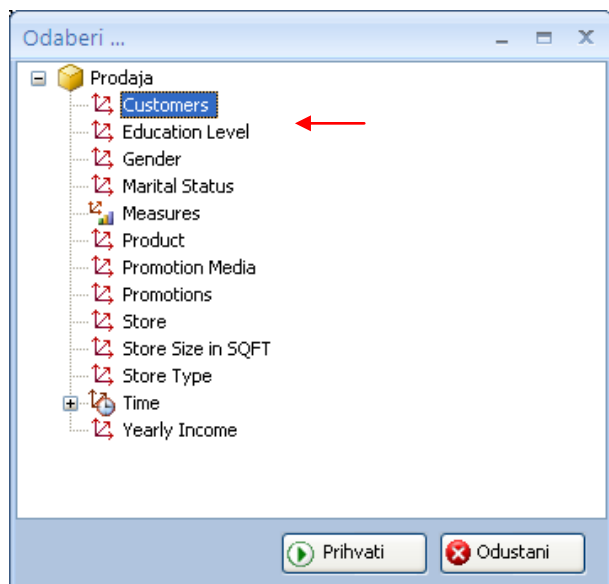 Odaberi ...
Prodaja
Customers
Education Level
Gender
Marital Status
Measures
Product
Promotion Media
Promotions
Store
Store Size in SQFT
Store Type
Time
Yearly Income
Prihvati
Odustani